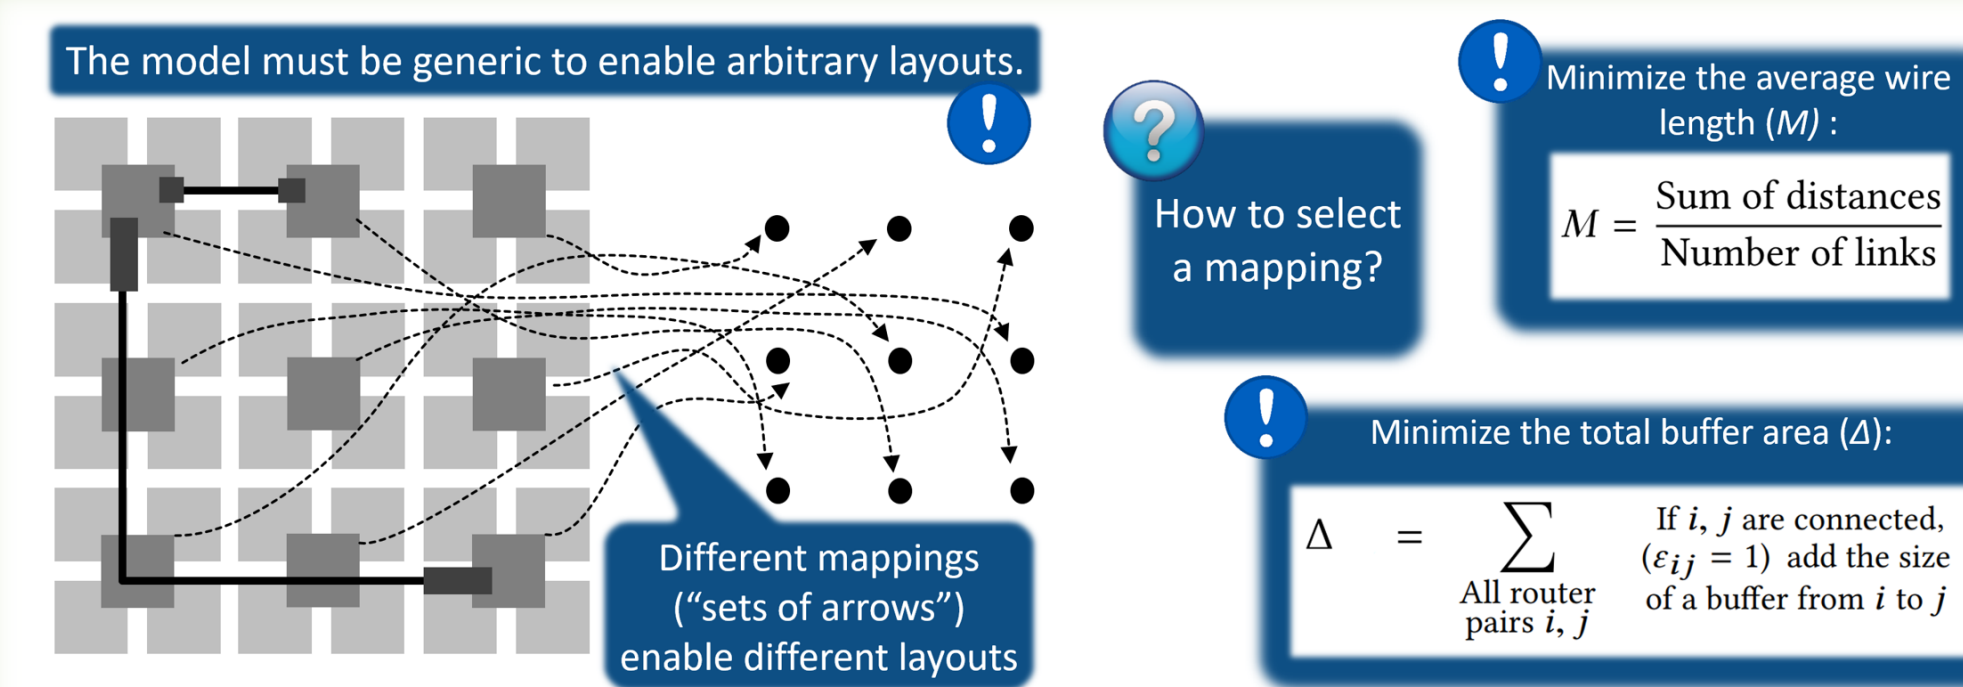 The model must be generic to enable arbitrary layouts.
!
Different mappings
(“sets of arrows”)
enable different layouts
?
How to select
a mapping?
!
Minimize the average wire
length (M) :
M = Sum of distances / Number of links
!
Minimize the total buffer area (Δ):
Δ = ∑ All router pairs i, j
If i, j are connected,
(εij = 1) add the size
of a buffer from i to j